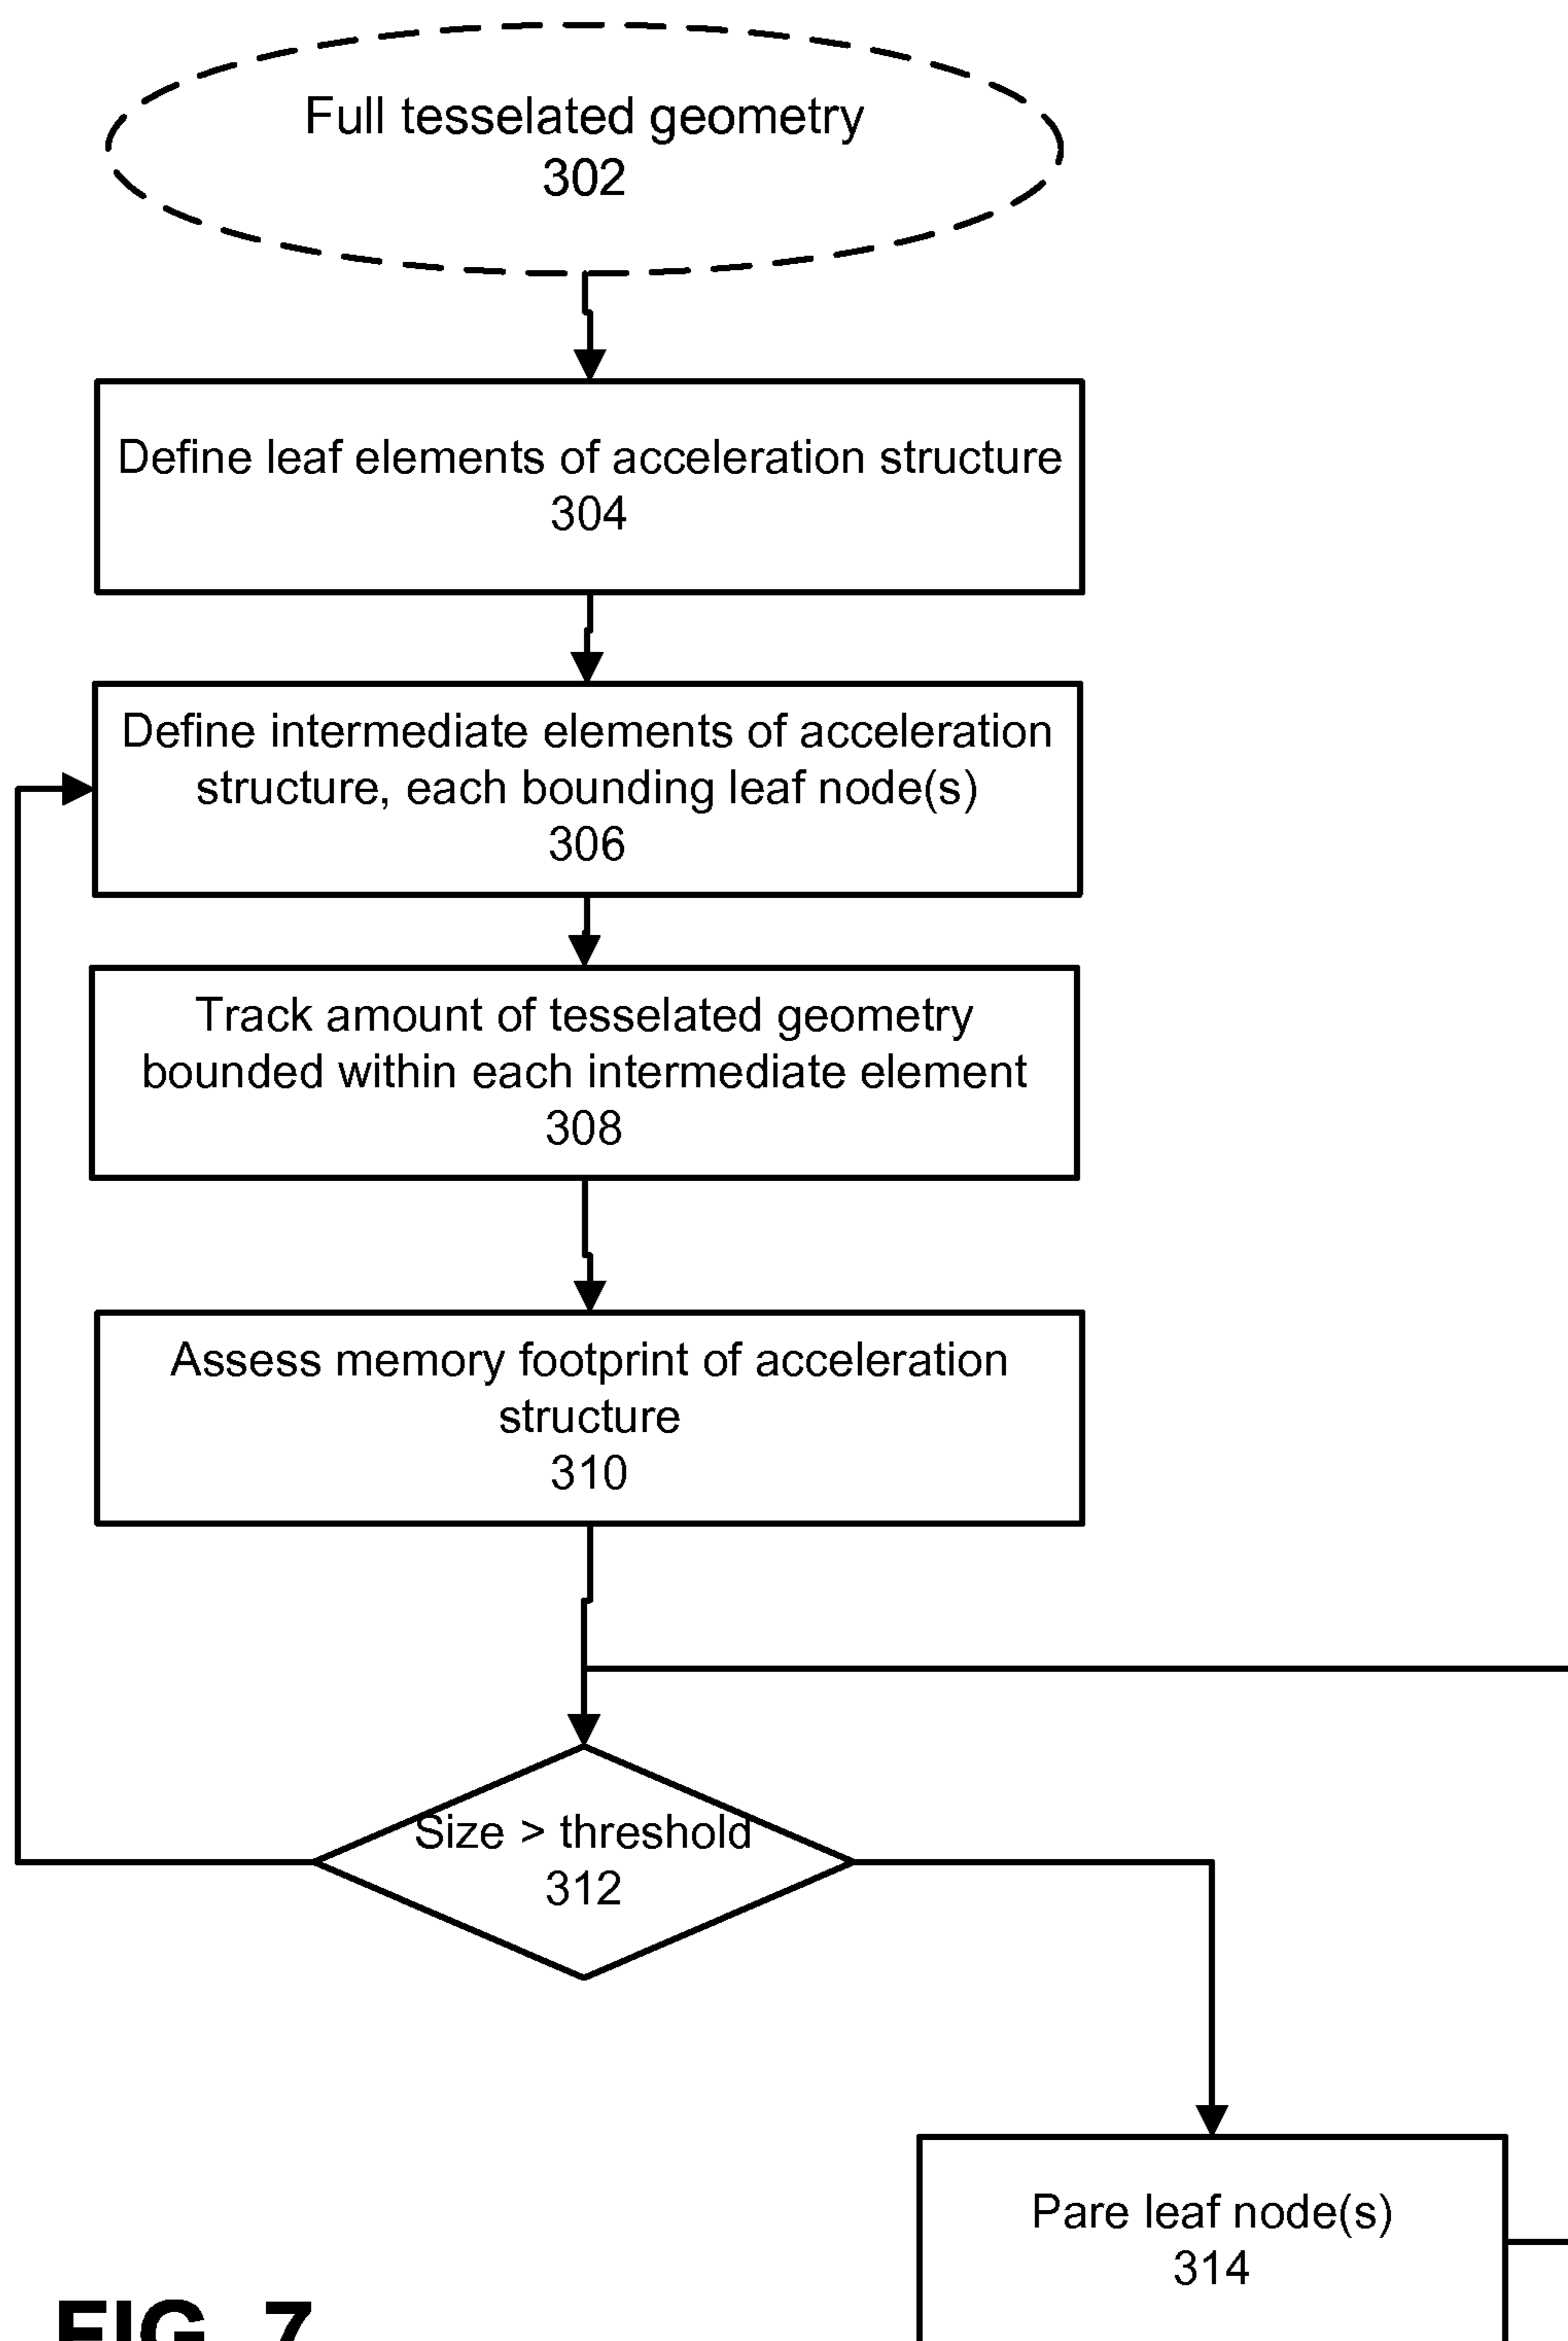 Full tesselated geometry
302
Define leaf elements of acceleration structure
304
Define intermediate elements of acceleration
structure, each bounding leaf node(s)
306
Track amount of tesselated geometry
bounded within each intermediate element
308
Assess memory footprint of acceleration
structure
310
Size > threshold
312
Pare leaf node(s)
314
FIG. 7